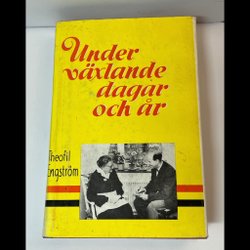 Under
växlande
dagar
och år
Theofil
Engström